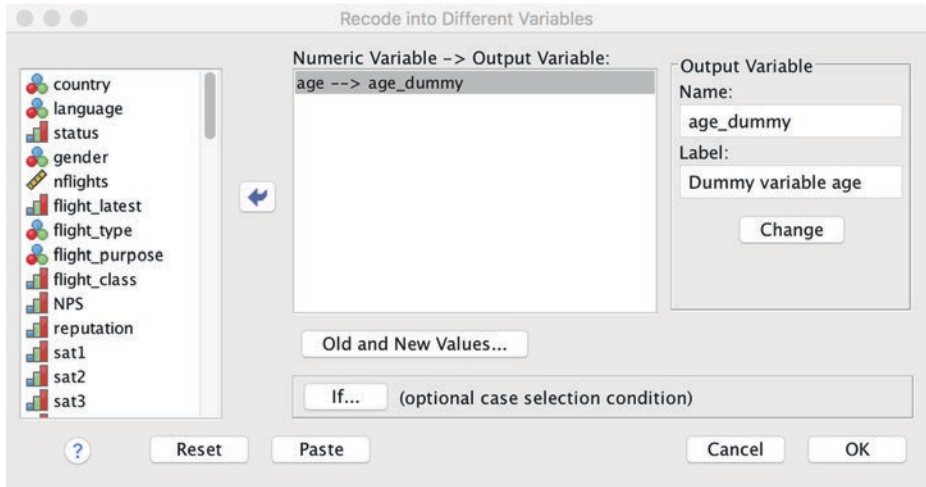 Recode into Different Variables
country
language
status
gender
nflights
flight_latest
flight_type
flight_purpose
flight_class
NPS
reputation
sat1
sat2
sat3
Numeric Variable -> Output Variable:
age --> age_dummy
Output Variable
Name:
age_dummy
Label:
Dummy variable age
Change
Old and New Values...
If... (optional case selection condition)
? Reset Paste Cancel OK